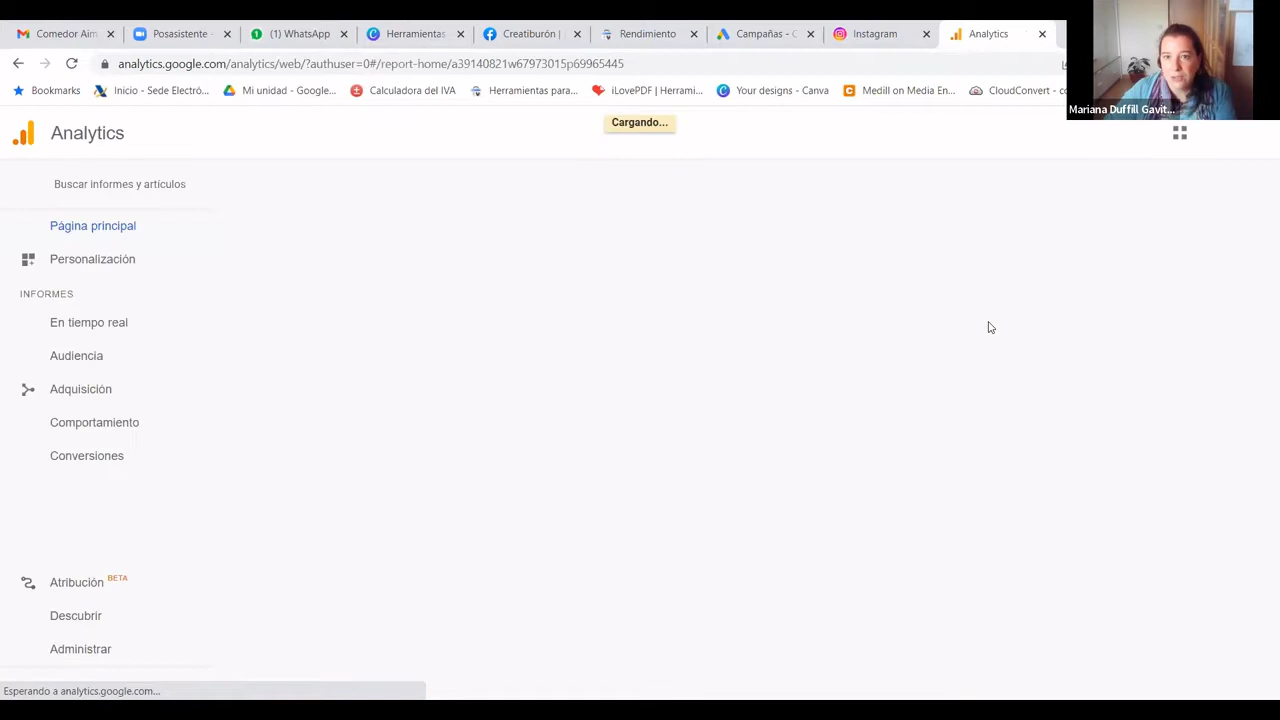 Comedor Aim
Posasistente -
(1) WhatsApp
Herramientas
Creatiburón |
Rendimiento
Campañas - C
Instagram
Analytics
analytics.google.com/analytics/web/?authuser=0#/report-home/a39140821w67973015p69965445
Bookmarks
Inicio - Sede Electró...
Mi unidad - Google...
Calculadora del IVA
Herramientas para...
iLovePDF | Herrami...
Your designs - Canva
Medill on Media En...
CloudConvert - co
Mariana Duffill Gavit...
Analytics
Cargando...
Buscar informes y artículos
Página principal
Personalización
INFORMES
En tiempo real
Audiencia
Adquisición
Comportamiento
Conversiones
Atribución BETA
Descubrir
Administrar
Esperando a analytics.google.com...